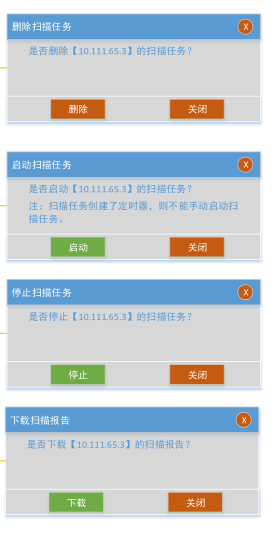 删除扫描任务 X
是否删除【10.111.65.3】的扫描任务？
删除 关闭
启动扫描任务 X
是否启动【10.111.65.3】的扫描任务？
注：扫描任务创建了定时器，则不能手动启动扫
描任务。
启动 关闭
停止扫描任务 X
是否停止【10.111.65.3】的扫描任务？
停止 关闭
下载扫描报告 X
是否下载【10.111.65.3】的扫描报告？
下载 关闭